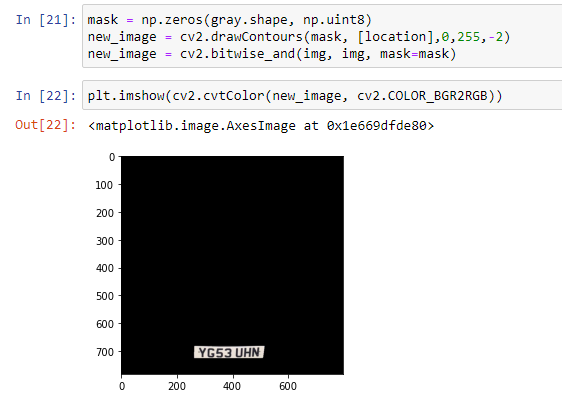 In [21]: mask = np.zeros(gray.shape, np.uint8)
new_image = cv2.drawContours(mask, [location],0,255,-2)
new_image = cv2.bitwise_and(img, img, mask=mask)
In [22]: plt.imshow(cv2.cvtColor(new_image, cv2.COLOR_BGR2RGB))
Out[22]: <matplotlib.image.AxesImage at 0x1e669dfde80>
0
100
200
300
400
500
600
700
YG53 UHN
0 200 400 600